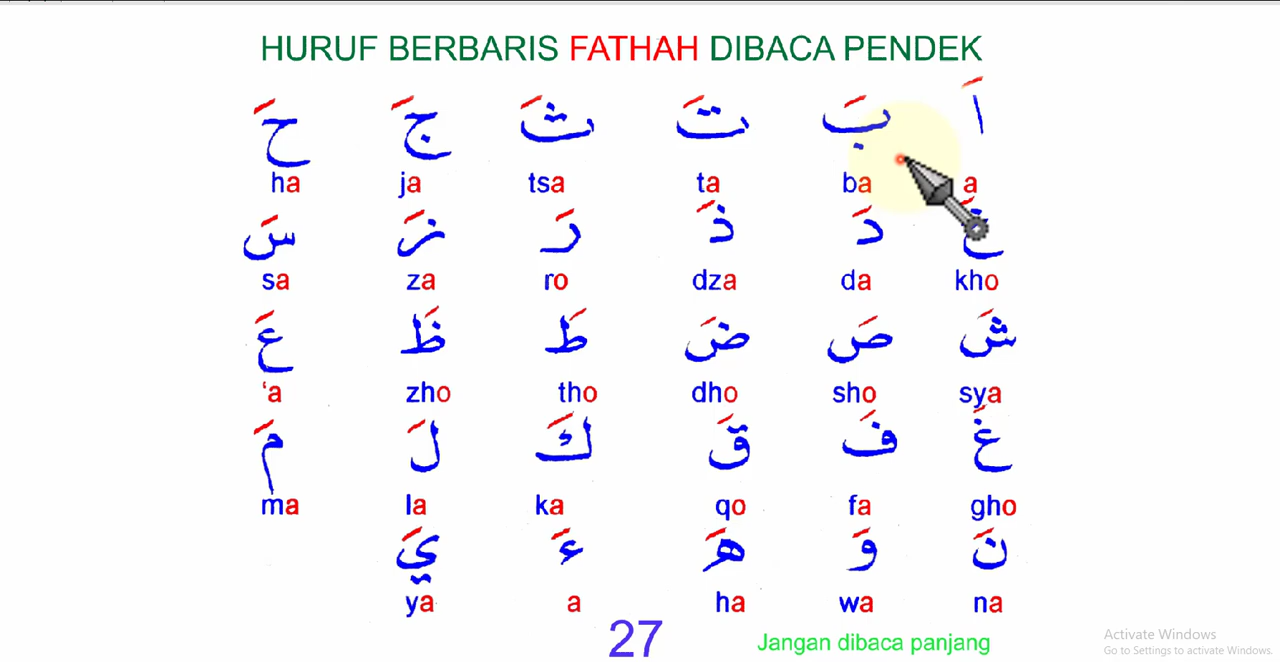 HURUF BERBARIS FATHAH DIBACA PENDEK
اَ بَ تَ ثَ جَ حَ
ha ja tsa ta ba a
خَ دَ ذَ رَ زَ سَ
sa za ro dza da kho
شَ صَ ضَ طَ ظَ عَ
'a zho tho dho sho sya
غَ فَ قَ كَ لَ مَ
ma la ka qo fa gho
نَ وَ هَ ءَ يَ
ya a ha wa na
27
Jangan dibaca panjang
Activate Windows
Go to Settings to activate Windows.